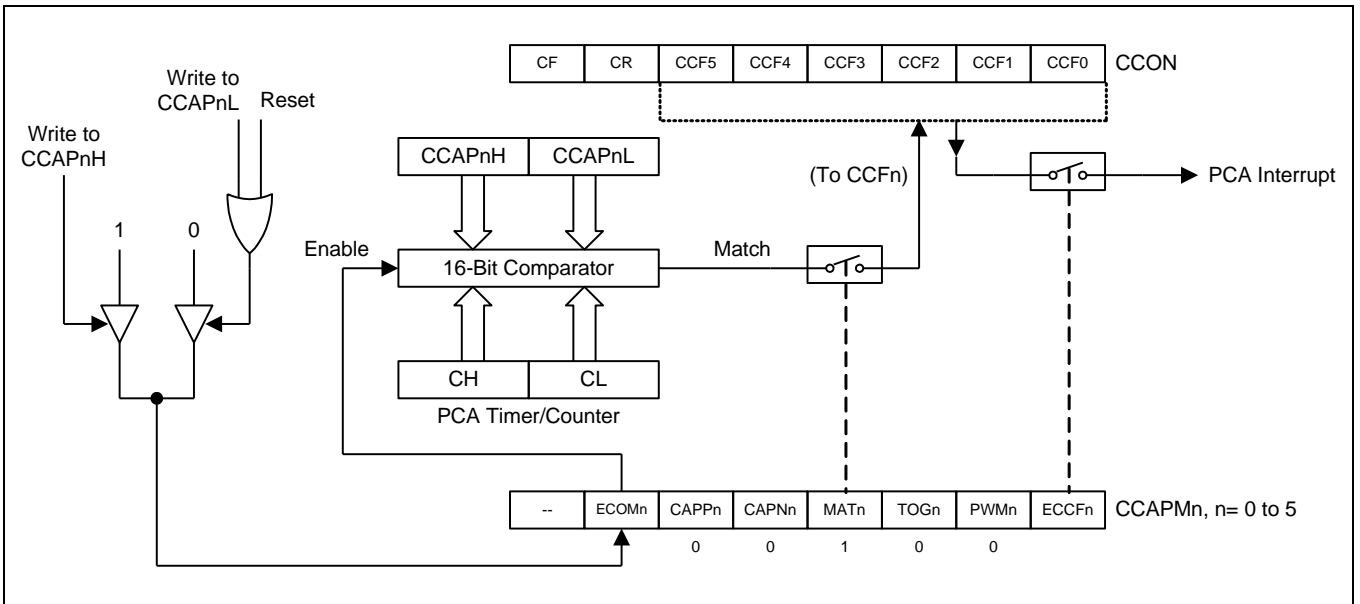 CF CR CCF5 CCF4 CCF3 CCF2 CCF1 CCF0 CCON
Write to
CCAPnL Reset
Write to
CCAPnH
CCAPnH CCAPnL
(To CCFn)
PCA Interrupt
1 0
Enable
16-Bit Comparator
Match
CH CL
PCA Timer/Counter
-- ECOMn CAPPn CAPNn MATn TOGn PWMn ECCFn CCAPMn, n= 0 to 5
0 0 1 0 0